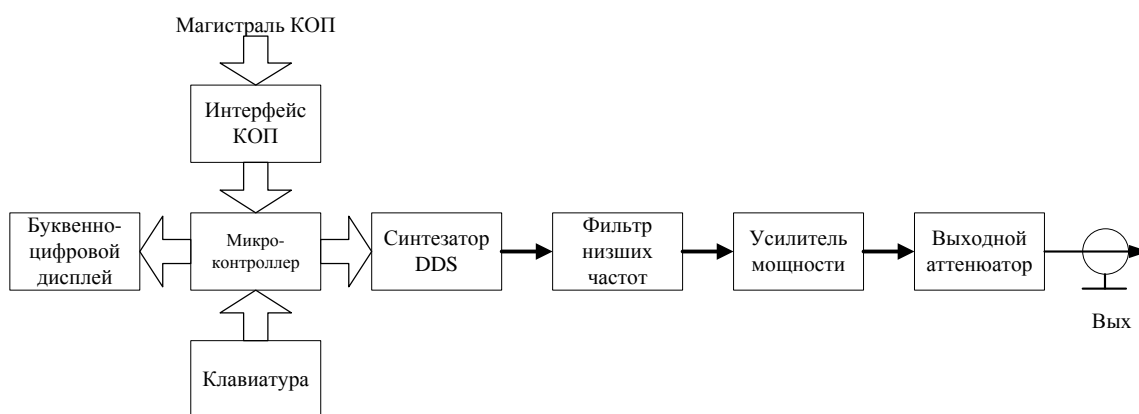 Магистраль КОП
Интерфейс
КОП
Буквенно-
цифровой
дисплей
Микро-
контроллер
Синтезатор
DDS
Фильтр
низших
частот
Усилитель
мощности
Выходной
аттенюатор
Вых
Клавиатура